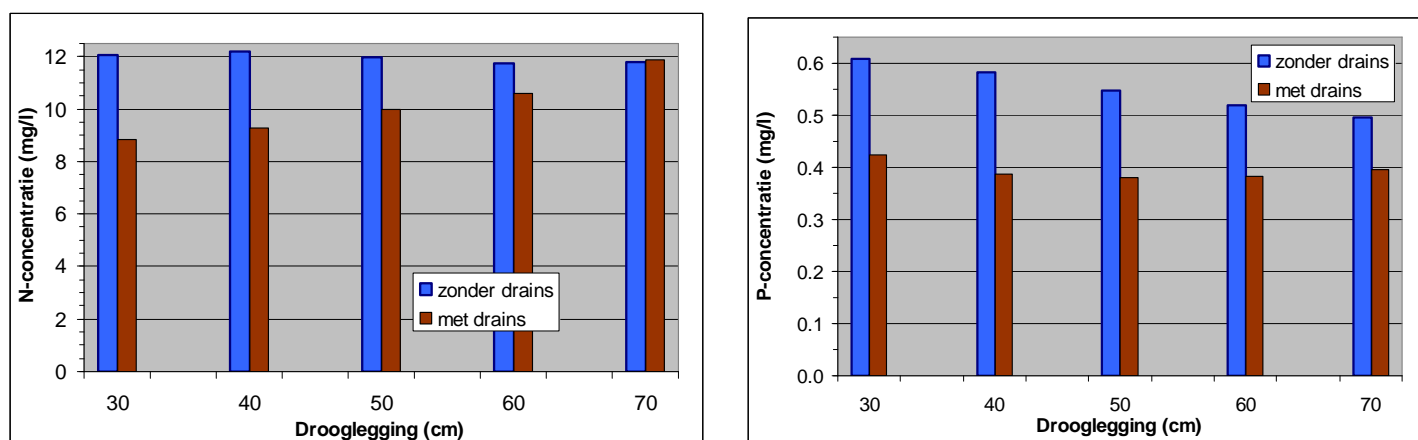 N-concentratie (mg/l)
12
10
8
6
4
2
0
zonder drains
met drains
30 40 50 60 70
Drooglegging (cm)
P-concentratie (mg/l)
0.6
0.5
0.4
0.3
0.2
0.1
0.0
zonder drains
met drains
30 40 50 60 70
Drooglegging (cm)